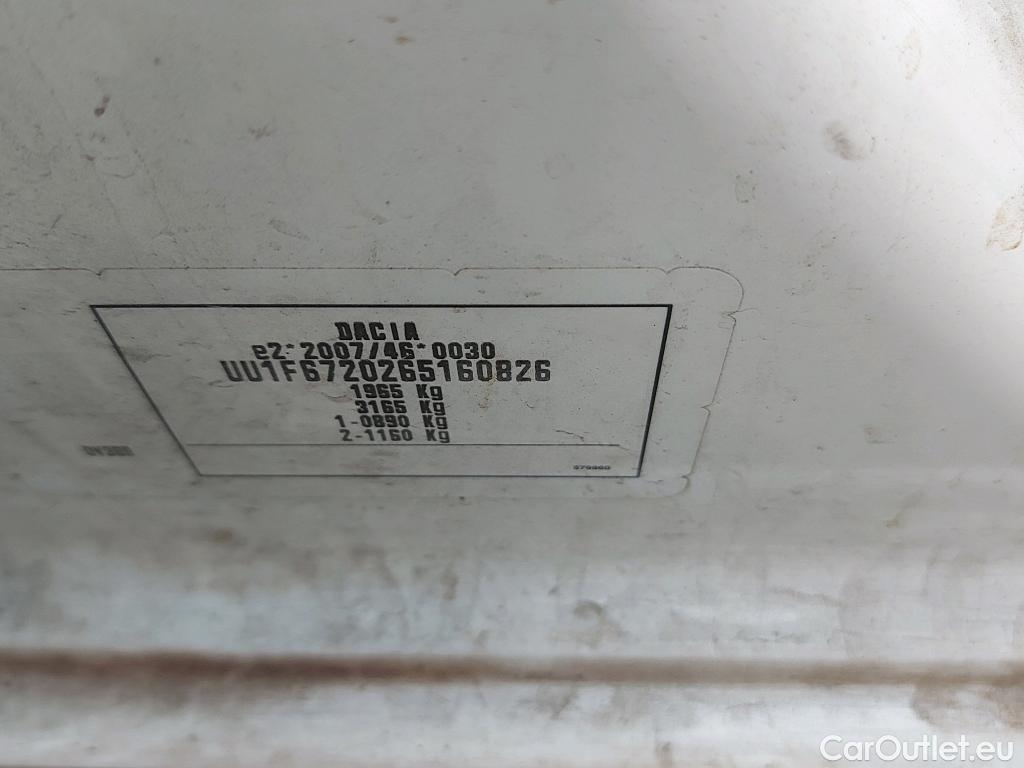 DACIA
e2*2007/46*0030
UU1F6720265160826
1965 Kg
3165 Kg
1-0890 Kg
2-1160 Kg
CarOutlet.eu